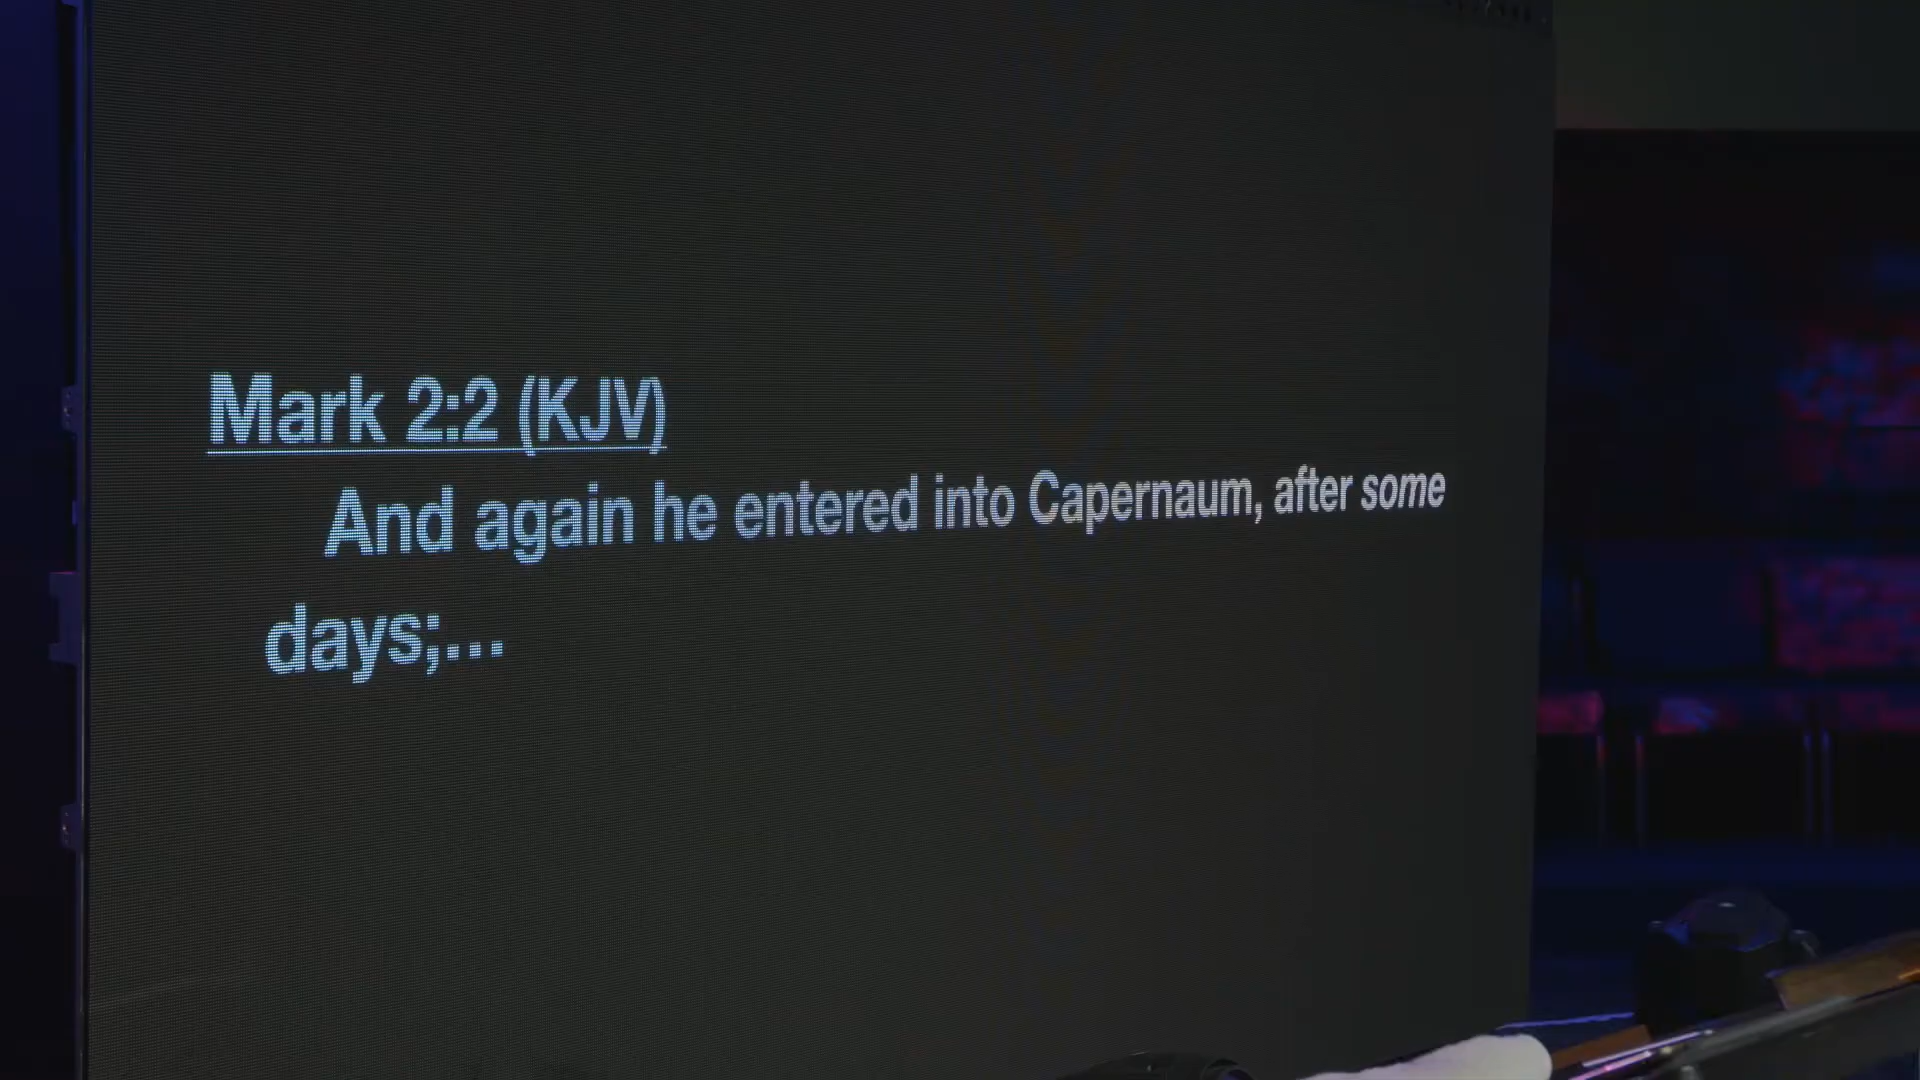 Mark 2:2 (KJV)
And again he entered into Capernaum, after some
days;...